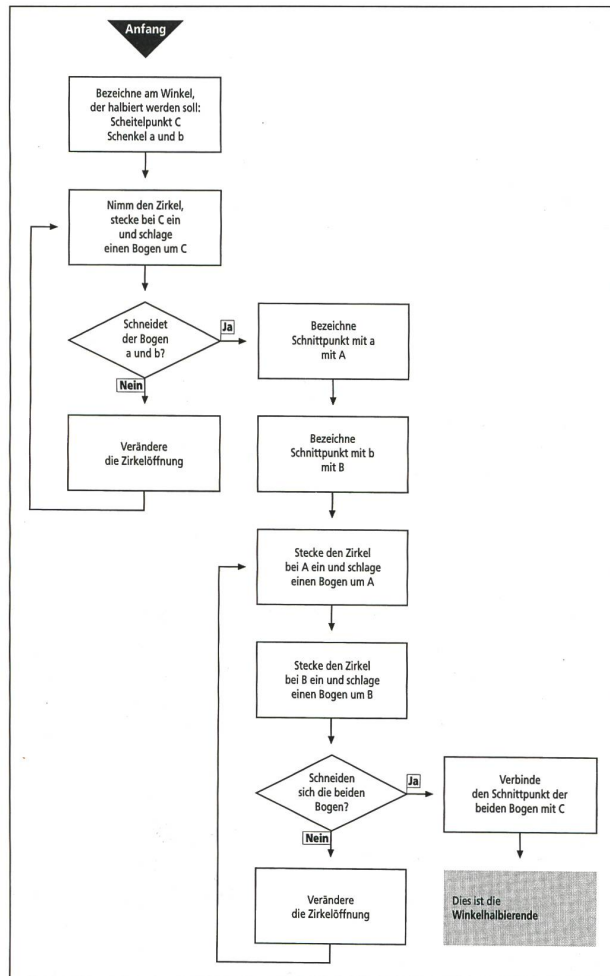 Anfang
Bezeichne am Winkel,
der halbiert werden soll:
Scheitelpunkt C
Schenkel a und b
Nimm den Zirkel,
stecke bei C ein
und schlage
einen Bogen um C
Schneidet
der Bogen
a und b?
Ja
Bezeichne
Schnittpunkt mit a
mit A
Nein
Verändere
die Zirkelöffnung
Bezeichne
Schnittpunkt mit b
mit B
Stecke den Zirkel
bei A ein und schlage
einen Bogen um A
Stecke den Zirkel
bei B ein und schlage
einen Bogen um B
Schneiden
sich die beiden
Bogen?
Ja
Verbinde
den Schnittpunkt der
beiden Bogen mit C
Nein
Verändere
die Zirkelöffnung
Dies ist die
Winkelhalbierende